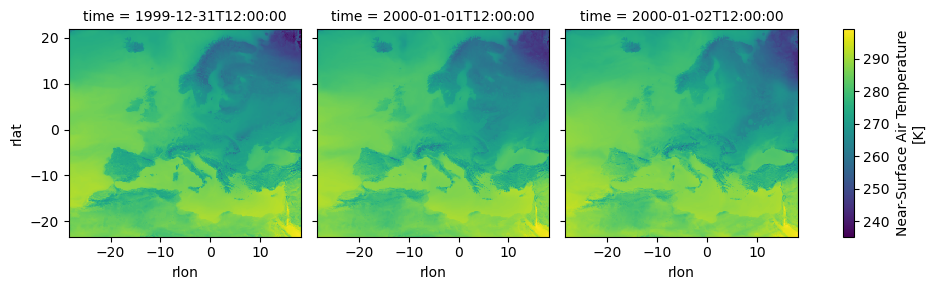 time = 1999-12-31T12:00:00 time = 2000-01-01T12:00:00 time = 2000-01-02T12:00:00
20
10
0
−10
−20
rlat
−20 −10 0 10 −20 −10 0 10 −20 −10 0 10
rlon rlon rlon
290
280
270
260
250
240
Near-Surface Air Temperature
[K]